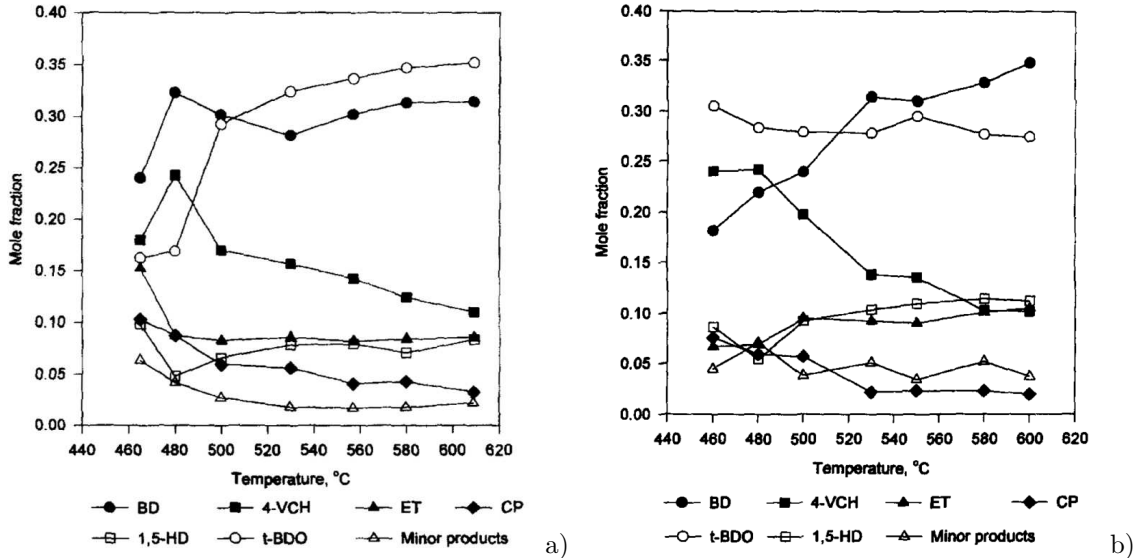 0.40
0.35
0.30
0.25
0.20
0.15
0.10
0.05
0.00
Mole fraction
440 460 480 500 520 540 560 580 600 620
Temperature, °C
BD 4-VCH ET CP
1,5-HD t-BDO Minor products
a)
0.40
0.35
0.30
0.25
0.20
0.15
0.10
0.05
0.00
Mole fraction
440 460 480 500 520 540 560 580 600 620
Temperature, °C
BD 4-VCH ET CP
t-BDO 1,5-HD Minor products
b)